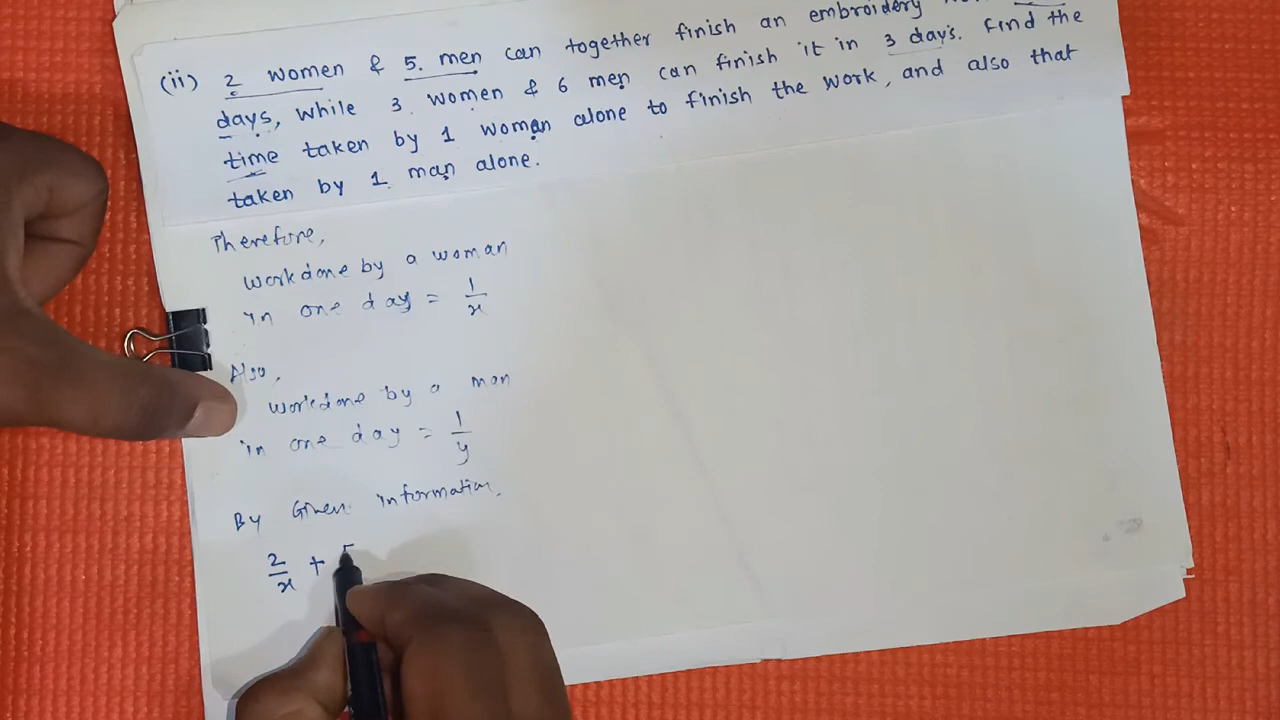 (ii) 2 women & 5. men can together finish an embroidery
days, while 3 women & 6 men can finish it in 3 days. Find the
time taken by 1 woman alone to finish the work, and also that
taken by 1 man alone.
Therefore,
work done by a woman
in one day = 1/x
Also,
work done by a man
in one day = 1/y
By Given information,
2/x + 5